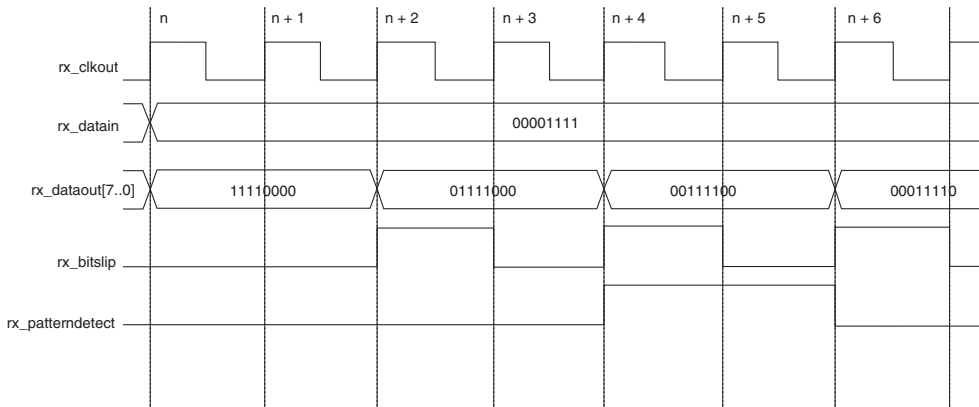 n n + 1 n + 2 n + 3 n + 4 n + 5 n + 6
rx_clkout
rx_datain 00001111
rx_dataout[7..0] 11110000 01111000 00111100 00011110
rx_bitslip
rx_patterndetect